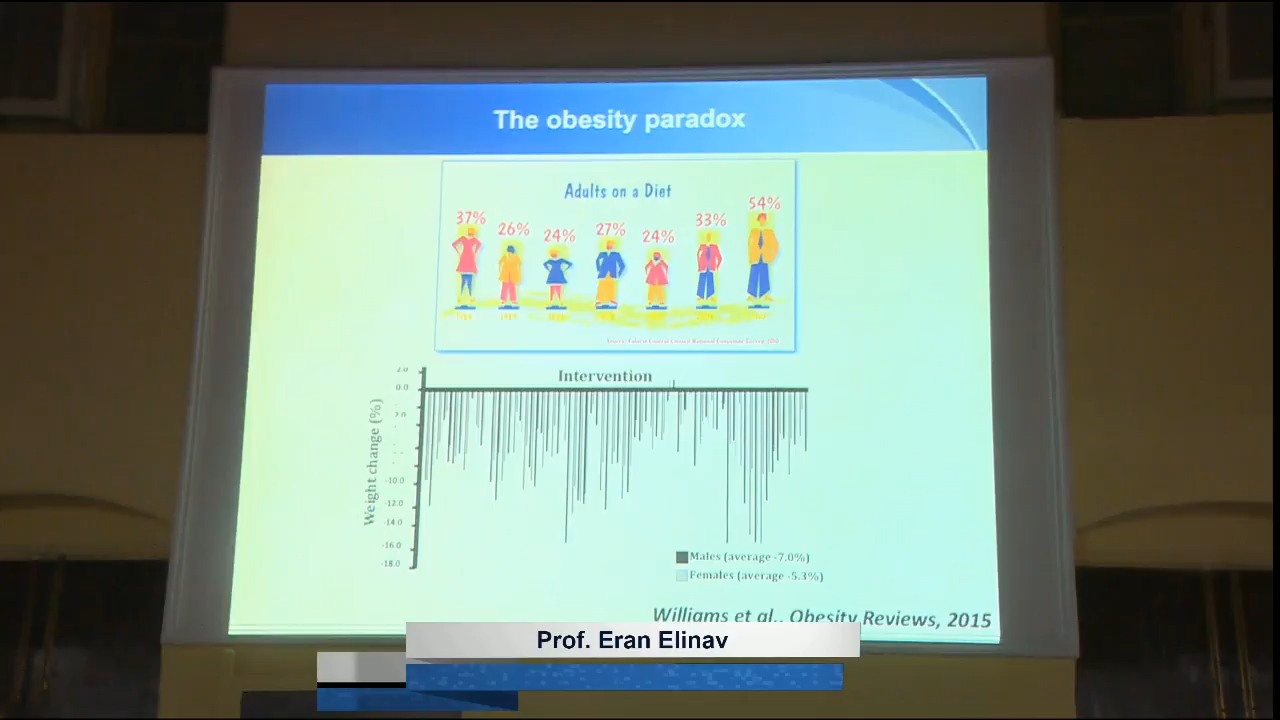 The obesity paradox
Adults on a Diet
37%
26%
24%
27%
24%
33%
54%
Intervention
Weight change (%)
2.0
0.0
-10.0
-12.0
-14.0
-16.0
-18.0
Males (average -7.0%)
Females (average -5.3%)
Williams et al., Obesity Reviews, 2015
Prof. Eran Elinav